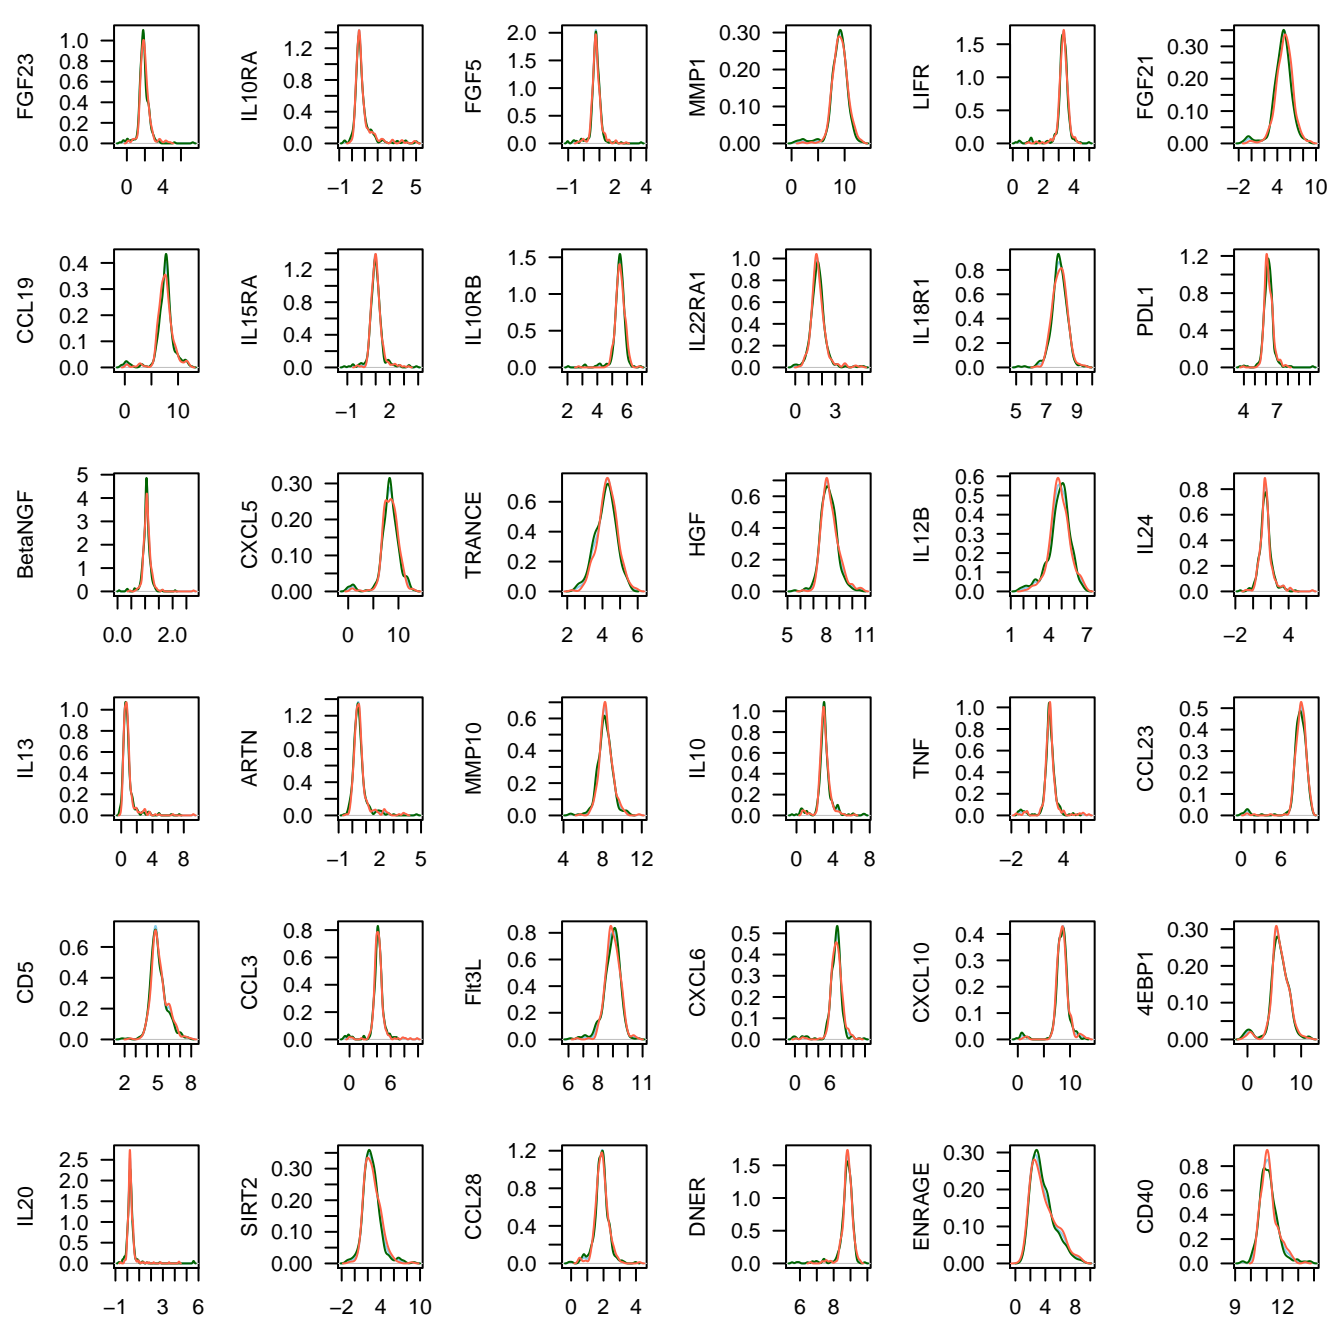 FGF23
0.0 0.2 0.4 0.6 0.8 1.0
0 4
IL10RA
0.0 0.4 0.8 1.2
−1 2 5
FGF5
0.0 0.5 1.0 1.5 2.0
−1 2 4
MMP1
0.00 0.10 0.20 0.30
0 10
LIFR
0.0 0.5 1.0 1.5
0 2 4
FGF21
0.00 0.10 0.20 0.30
−2 4 10
CCL19
0.0 0.1 0.2 0.3 0.4
0 10
IL15RA
0.0 0.4 0.8 1.2
−1 2
IL10RB
0.0 0.5 1.0 1.5
2 4 6
IL22RA1
0.0 0.2 0.4 0.6 0.8 1.0
0 3
IL18R1
0.0 0.2 0.4 0.6 0.8
5 7 9
PDL1
0.0 0.4 0.8 1.2
4 7
BetaNGF
0 1 2 3 4 5
0.0 2.0
CXCL5
0.00 0.10 0.20 0.30
0 10
TRANCE
0.0 0.2 0.4 0.6
2 4 6
HGF
0.0 0.2 0.4 0.6
5 8 11
IL12B
0.0 0.1 0.2 0.3 0.4 0.5 0.6
1 4 7
IL24
0.0 0.2 0.4 0.6 0.8
−2 4
IL13
0.0 0.2 0.4 0.6 0.8 1.0
0 4 8
ARTN
0.0 0.4 0.8 1.2
−1 2 5
MMP10
0.0 0.2 0.4 0.6
4 8 12
IL10
0.0 0.2 0.4 0.6 0.8 1.0
0 4 8
TNF
0.0 0.2 0.4 0.6 0.8 1.0
−2 4
CCL23
0.0 0.1 0.2 0.3 0.4 0.5
0 6
CD5
0.0 0.2 0.4 0.6
2 5 8
CCL3
0.0 0.2 0.4 0.6 0.8
0 6
Flt3L
0.0 0.2 0.4 0.6 0.8
6 8 11
CXCL6
0.0 0.1 0.2 0.3 0.4 0.5
0 6
CXCL10
0.0 0.1 0.2 0.3 0.4
0 10
4EBP1
0.00 0.10 0.20 0.30
0 10
IL20
0.0 0.5 1.0 1.5 2.0 2.5
−1 3 6
SIRT2
0.00 0.10 0.20 0.30
−2 4 10
CCL28
0.0 0.4 0.8 1.2
0 2 4
DNER
0.0 0.5 1.0 1.5
6 8
ENRAGE
0.00 0.10 0.20 0.30
0 4 8
CD40
0.0 0.2 0.4 0.6 0.8
9 12